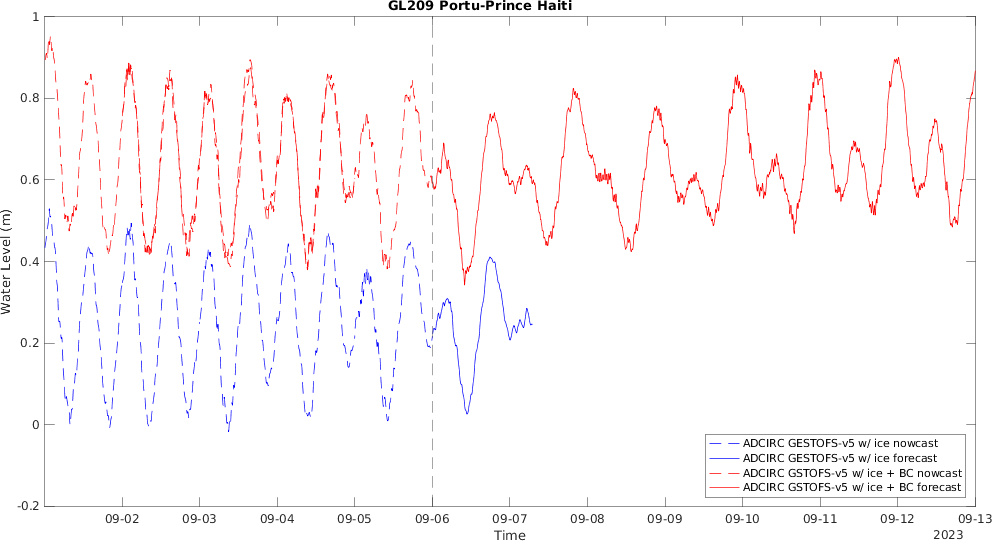 GL209 Portu-Prince Haiti
Water Level (m)
1
0.8
0.6
0.4
0.2
0
-0.2
09-02 09-03 09-04 09-05 09-06 09-07 09-08 09-09 09-10 09-11 09-12 09-13
Time
2023
ADCIRC GESTOFS-v5 w/ ice nowcast
ADCIRC GESTOFS-v5 w/ ice forecast
ADCIRC GSTOFS-v5 w/ ice + BC nowcast
ADCIRC GSTOFS-v5 w/ ice + BC forecast